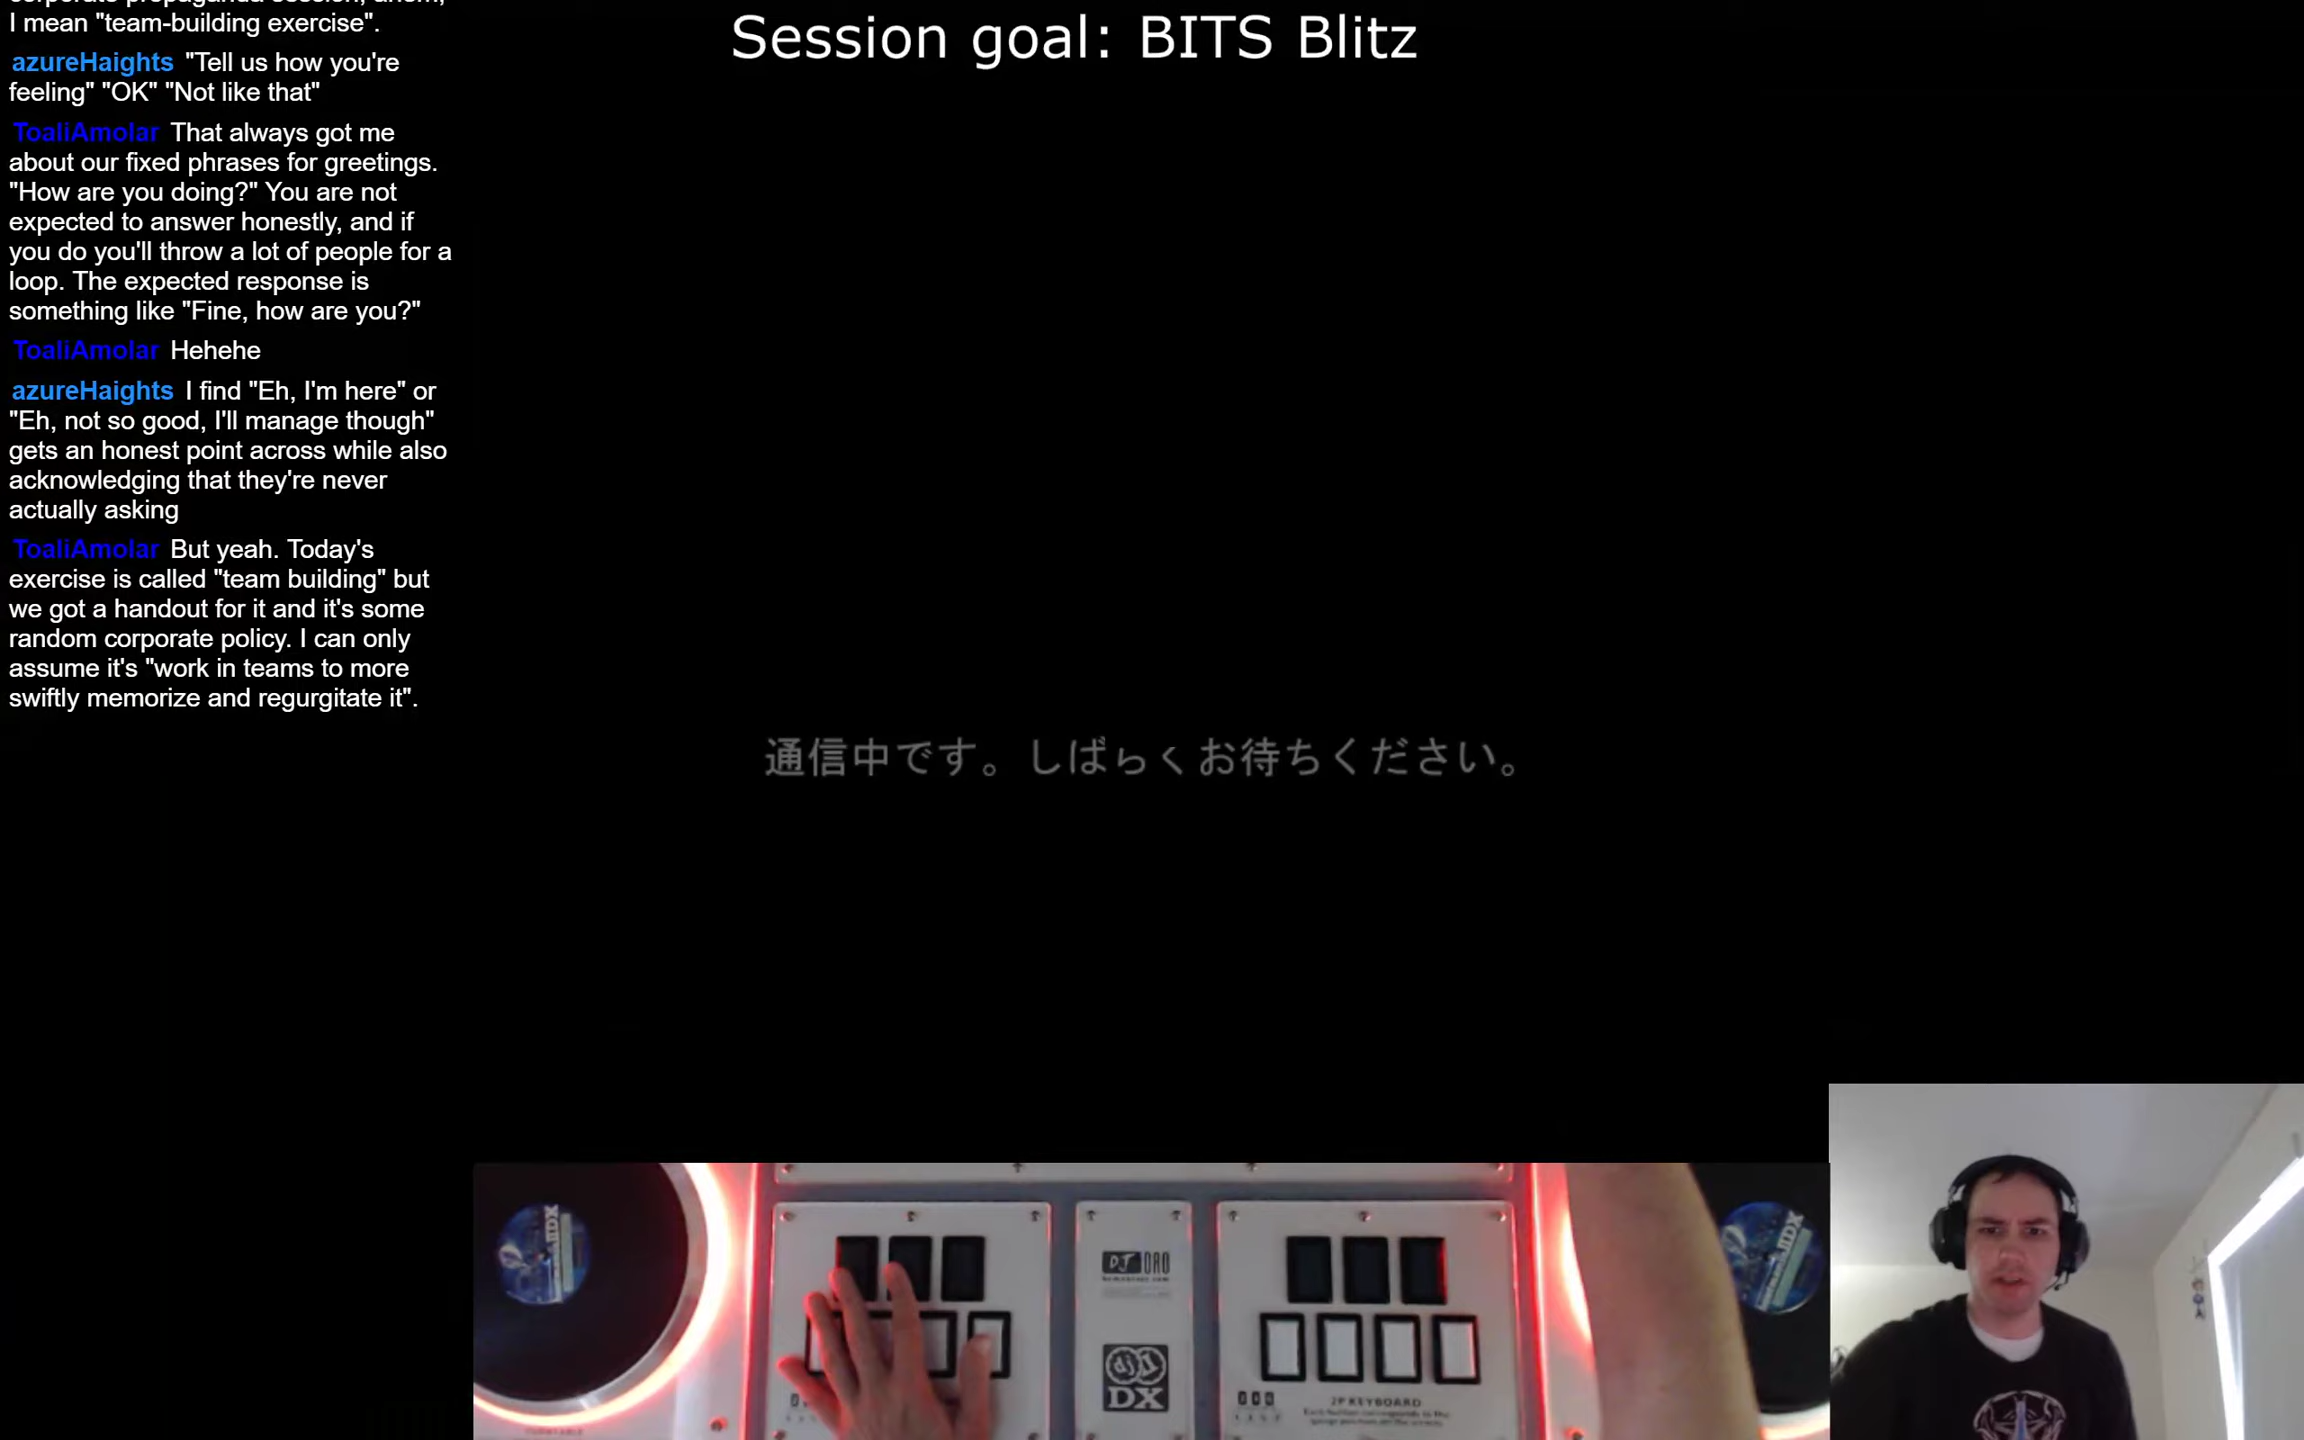 I mean "team-building exercise".
azureHaights "Tell us how you're
feeling" "OK" "Not like that"
ToaliAmolar That always got me
about our fixed phrases for greetings.
"How are you doing?" You are not
expected to answer honestly, and if
you do you'll throw a lot of people for a
loop. The expected response is
something like "Fine, how are you?"
ToaliAmolar Hehehe
azureHaights I find "Eh, I'm here" or
"Eh, not so good, I'll manage though"
gets an honest point across while also
acknowledging that they're never
actually asking
ToaliAmolar But yeah. Today's
exercise is called "team building" but
we got a handout for it and it's some
random corporate policy. I can only
assume it's "work in teams to more
swiftly memorize and regurgitate it".
Session goal: BITS Blitz
通信中です。しばらくお待ちください。
DJ DAO
DX
2P KEYBOARD